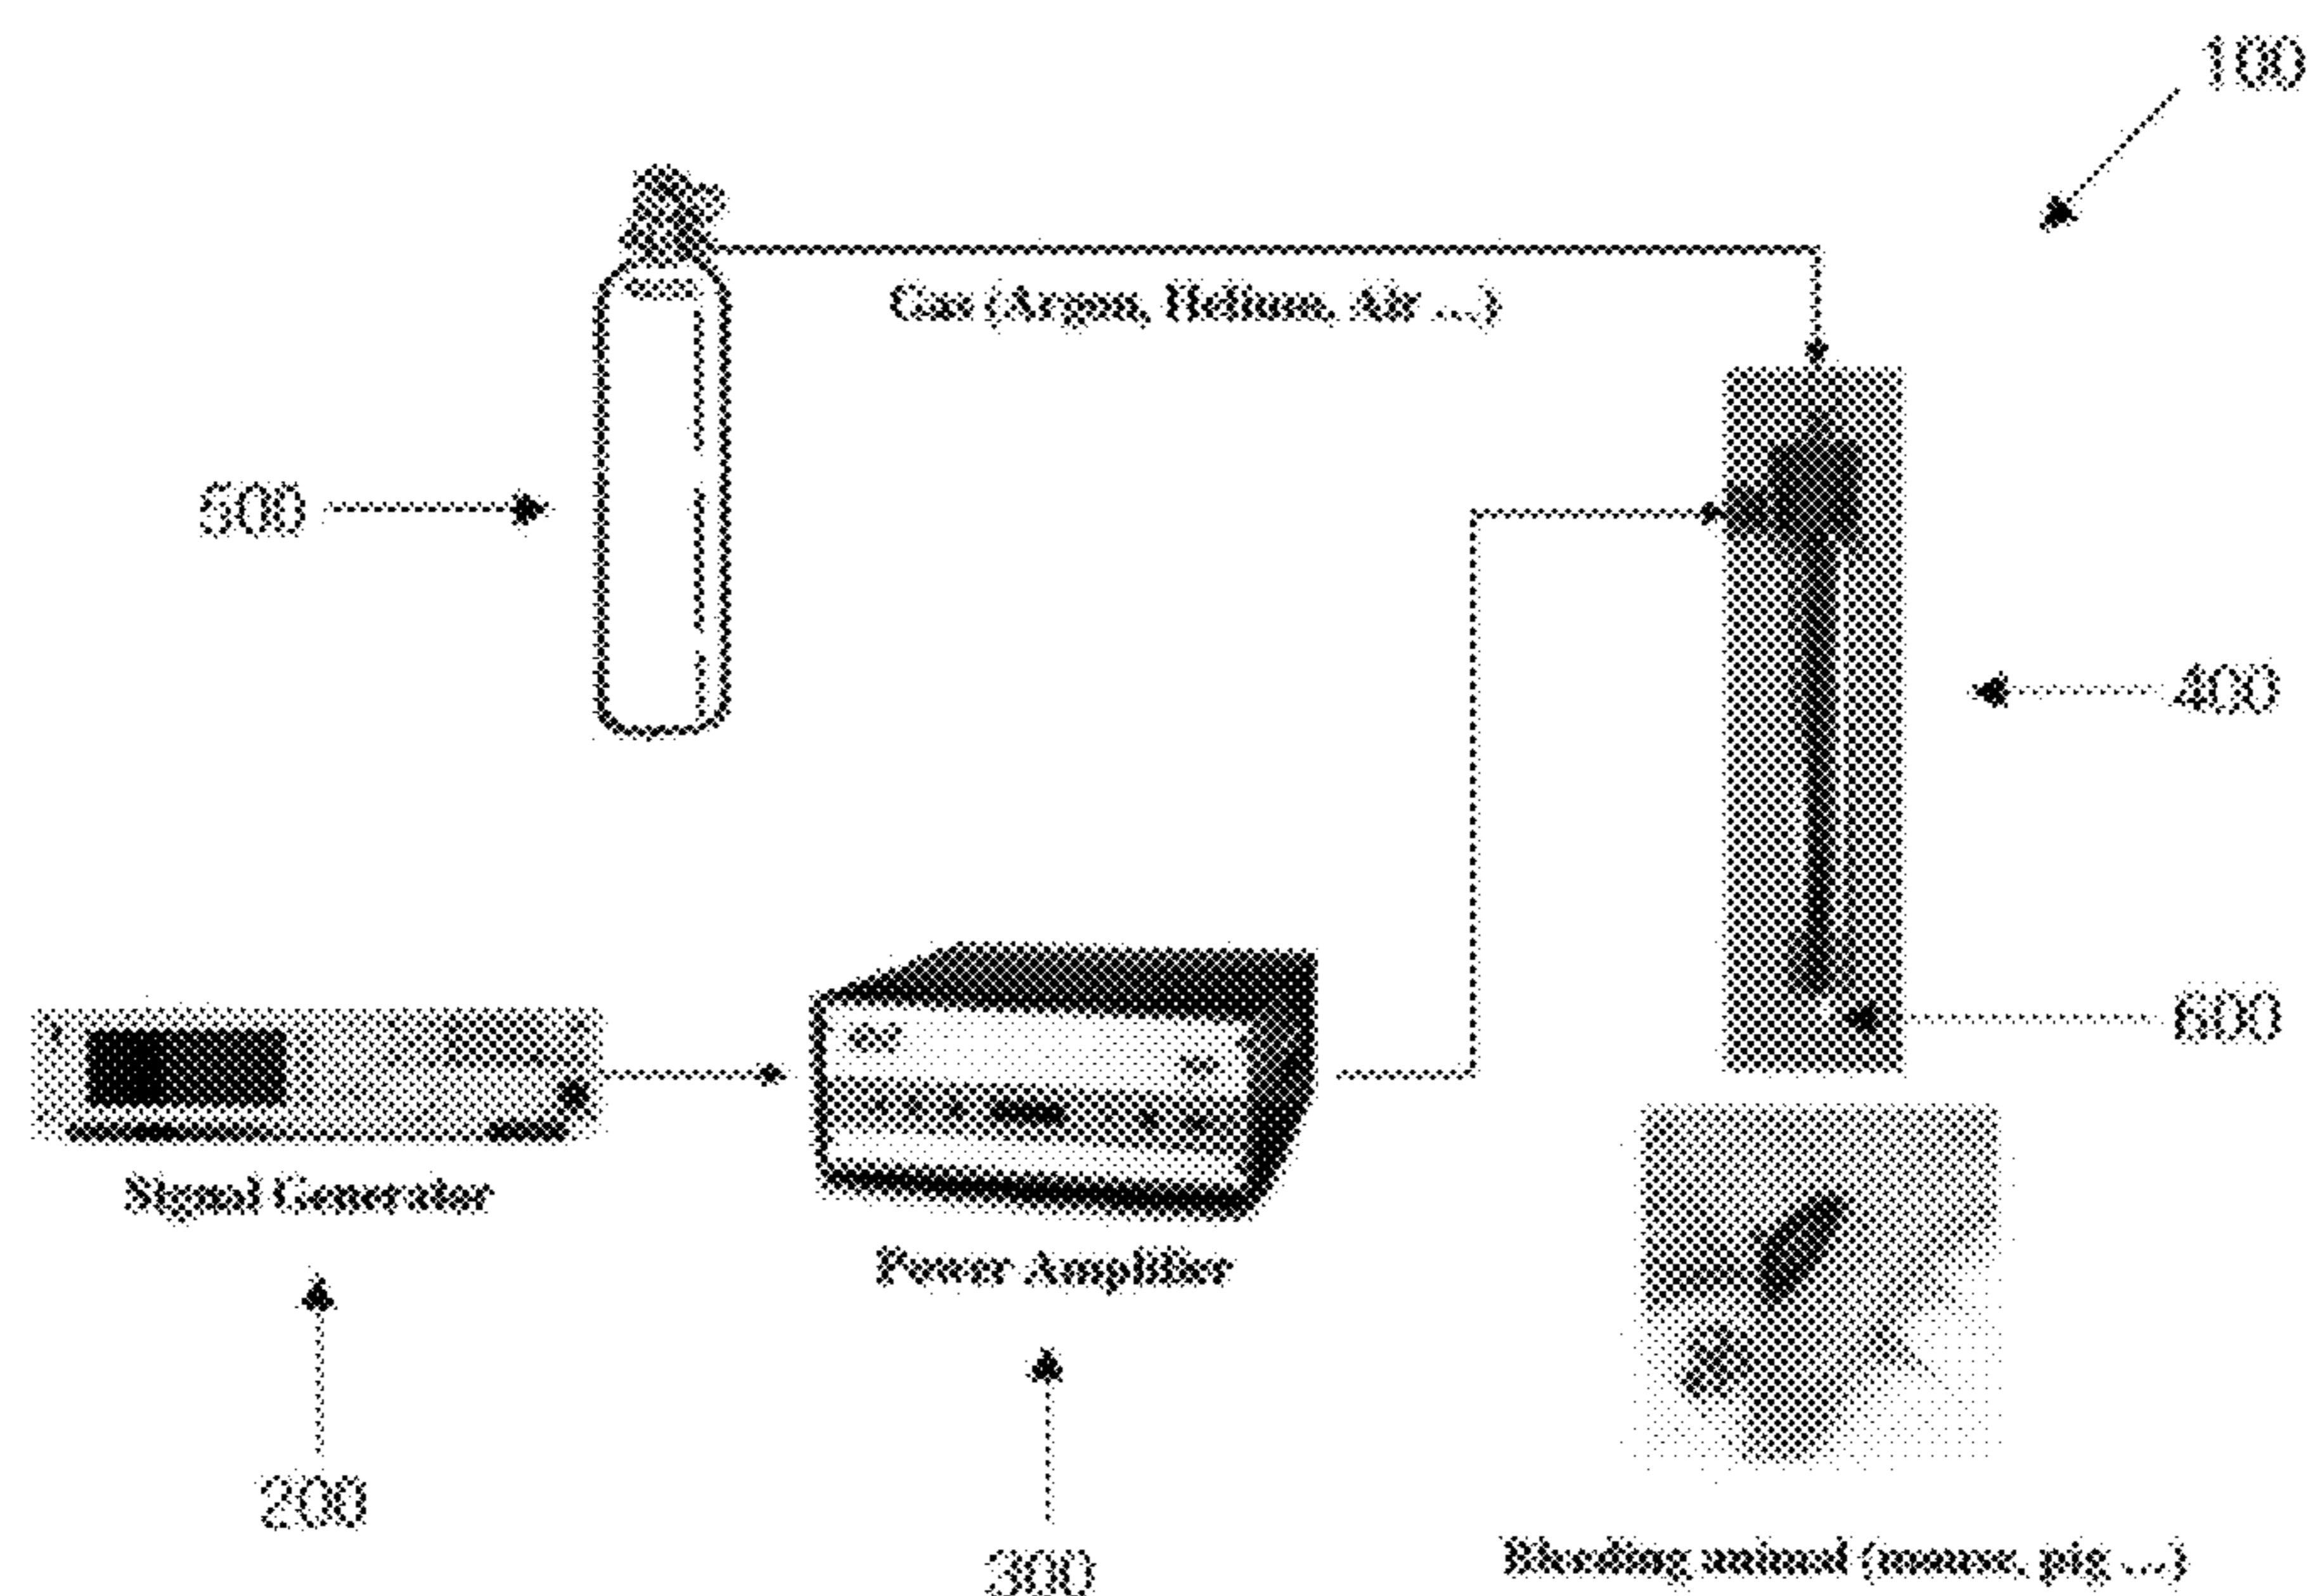 100
Gas (Argon, Helium, Air ...)
500
400
600
Signal Generator
Power Amplifier
200
300
Bleeding animal (mouse, pig ...)